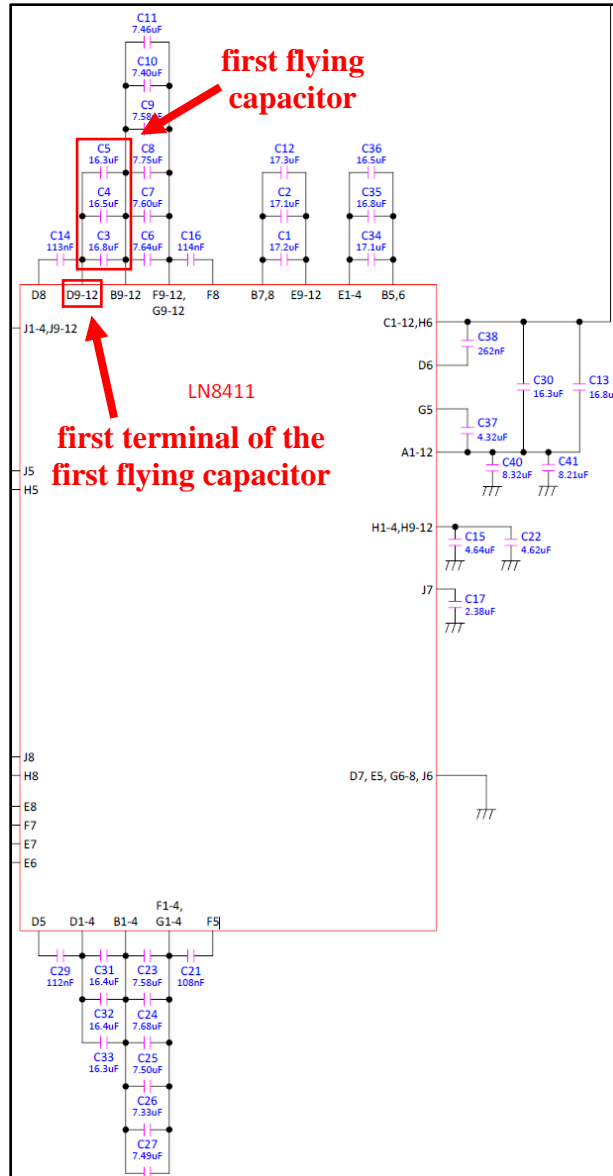 C11
7.46uF
C10
7.40uF
C9
first flying
capacitor
C5
16.3uF
C8
7.75uF
C12
17.3uF
C36
16.5uF
C4
16.5uF
C7
7.60uF
C2
17.1uF
C35
16.8uF
C14
113nF
C3
16.8uF
C6
7.64uF
C16
114nF
C1
17.2uF
C34
17.1uF
D8
D9-12
B9-12
F9-12,
G9-12
F8
B7,8
E9-12
E1-4
B5,6
J1-4,J9-12
C1-12,H6
C38
262nF
D6
C30
16.3uF
C13
LN8411
G5
C37
4.32uF
first terminal of the
first flying capacitor
A1-12
J5
H5
C40
8.32uF
C41
8.21uF
H1-4,H9-12
C15
4.64uF
C22
4.62uF
J7
C17
2.38uF
J8
H8
D7, E5, G6-8, J6
E8
F7
E7
E6
D5
D1-4
B1-4
F1-4,
G1-4
F5
C29
112nF
C31
16.4uF
C23
7.58uF
C21
108nF
C32
16.4uF
C24
7.68uF
C33
16.3uF
C25
7.50uF
C26
7.33uF
C27
7.49uF